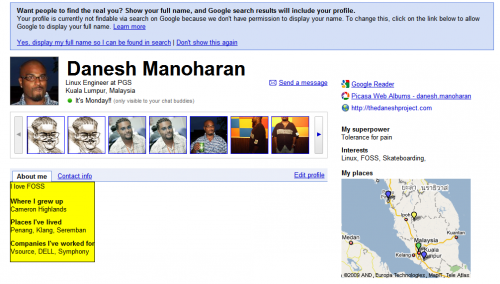 Want people to find the real you? Show your full name, and Google search results will include your profile.
Your profile is currently not findable via search on Google because we don't have permission to display your name. To change this, click on the link below to allow
Google to display your full name. Learn more
Yes, display my full name so I can be found in search | Don't show this again
Danesh Manoharan
Linux Engineer at PGS
Kuala Lumpur, Malaysia
It's Monday!! (only visible to your chat buddies)
Send a message
Google Reader
Picasa Web Albums - danesh.manoharan
http://thedaneshproject.com
My superpower
Tolerance for pain
Interests
Linux, FOSS, Skateboarding,
My places
About me
Contact info
Edit profile
I love FOSS
Where I grew up
Cameron Highlands
Places I've lived
Penang, Klang, Seremban
Companies I've worked for
Vsource, DELL, Symphony
Ipoh
Kuantan
Medan
Malaysia
Klang
Kuala
Lumpur
©2009 AND, Europa Technologies, MapIT, Tele Atlas